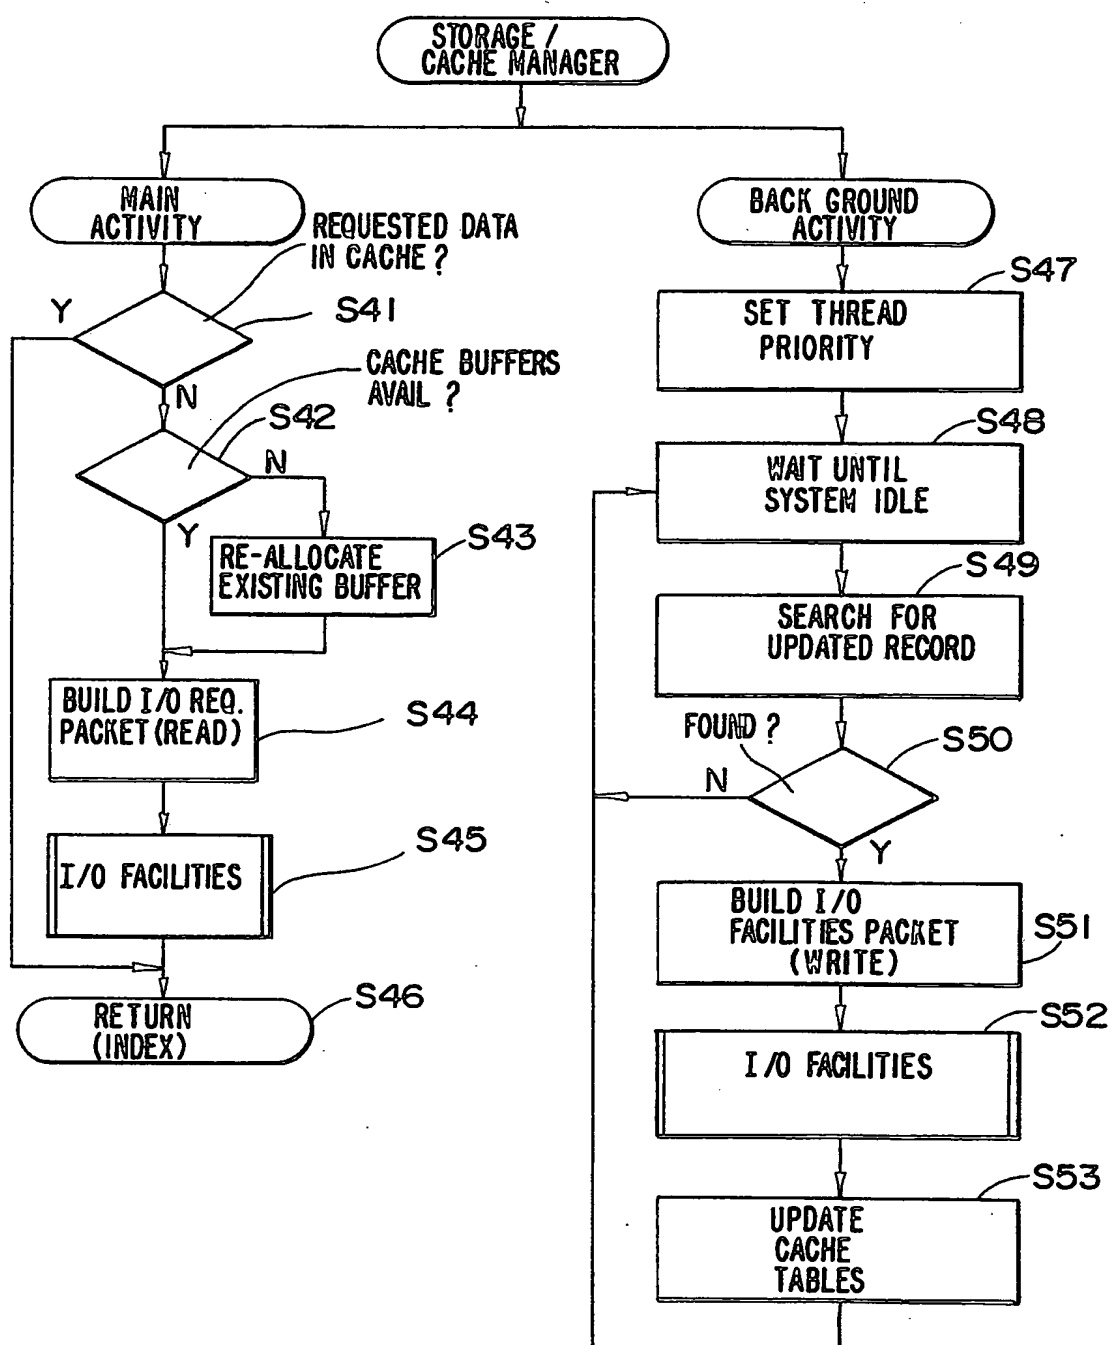 STORAGE /
CACHE MANAGER
MAIN
ACTIVITY
REQUESTED DATA
IN CACHE ?
Y
S41
N
CACHE BUFFERS
AVAIL ?
S42
N
Y
S43
RE-ALLOCATE
EXISTING BUFFER
BUILD I/O REQ.
PACKET (READ)
S44
I/O FACILITIES
S45
RETURN
(INDEX)
S46
BACK GROUND
ACTIVITY
S47
SET THREAD
PRIORITY
S48
WAIT UNTIL
SYSTEM IDLE
S49
SEARCH FOR
UPDATED RECORD
FOUND ?
S50
N
Y
BUILD I/O
FACILITIES PACKET
(WRITE)
S51
S52
I/O FACILITIES
S53
UPDATE
CACHE
TABLES